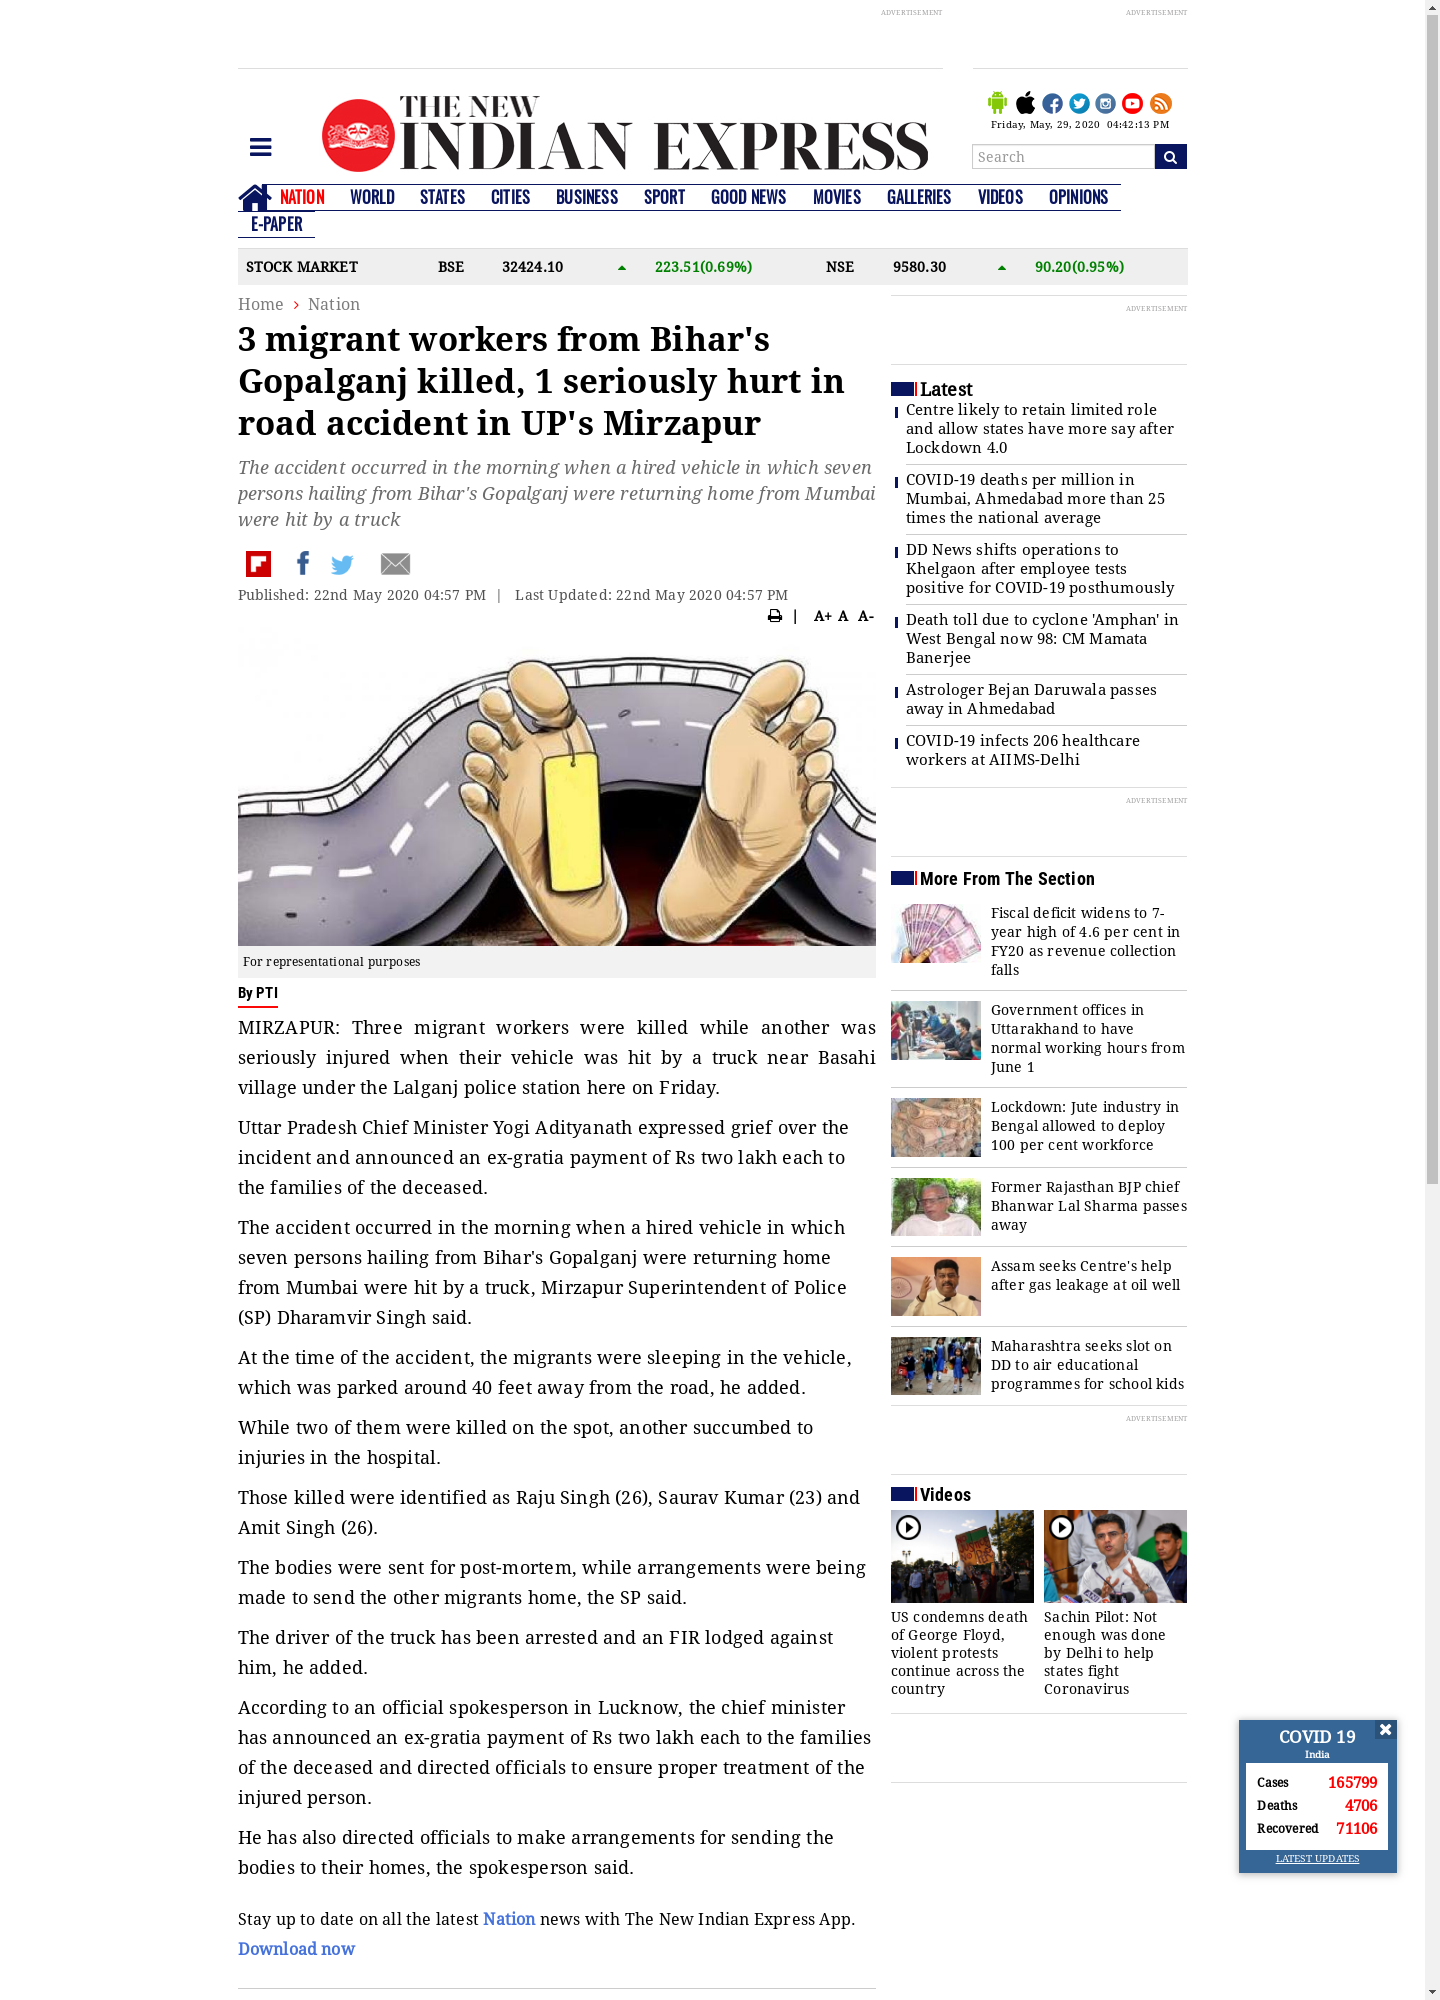 ADVERTISEMENT
ADVERTISEMENT
THE NEW
INDIAN EXPRESS
Friday, May, 29, 2020 04:42:13 PM
Search
NATION WORLD STATES CITIES BUSINESS SPORT GOOD NEWS MOVIES GALLERIES VIDEOS OPINIONS
E-PAPER
STOCK MARKET BSE 32424.10 223.51(0.69%) NSE 9580.30 90.20(0.95%)
Home Nation
3 migrant workers from Bihar's
Gopalganj killed, 1 seriously hurt in
road accident in UP's Mirzapur
The accident occurred in the morning when a hired vehicle in which seven
persons hailing from Bihar's Gopalganj were returning home from Mumbai
were hit by a truck
Published: 22nd May 2020 04:57 PM | Last Updated: 22nd May 2020 04:57 PM
| A+ A A-
For representational purposes
By PTI
MIRZAPUR: Three migrant workers were killed while another was
seriously injured when their vehicle was hit by a truck near Basahi
village under the Lalganj police station here on Friday.
Uttar Pradesh Chief Minister Yogi Adityanath expressed grief over the
incident and announced an ex-gratia payment of Rs two lakh each to
the families of the deceased.
The accident occurred in the morning when a hired vehicle in which
seven persons hailing from Bihar's Gopalganj were returning home
from Mumbai were hit by a truck, Mirzapur Superintendent of Police
(SP) Dharamvir Singh said.
At the time of the accident, the migrants were sleeping in the vehicle,
which was parked around 40 feet away from the road, he added.
While two of them were killed on the spot, another succumbed to
injuries in the hospital.
Those killed were identified as Raju Singh (26), Saurav Kumar (23) and
Amit Singh (26).
The bodies were sent for post-mortem, while arrangements were being
made to send the other migrants home, the SP said.
The driver of the truck has been arrested and an FIR lodged against
him, he added.
According to an official spokesperson in Lucknow, the chief minister
has announced an ex-gratia payment of Rs two lakh each to the families
of the deceased and directed officials to ensure proper treatment of the
injured person.
He has also directed officials to make arrangements for sending the
bodies to their homes, the spokesperson said.
Stay up to date on all the latest Nation news with The New Indian Express App.
Download now
ADVERTISEMENT
Latest
Centre likely to retain limited role
and allow states have more say after
Lockdown 4.0
COVID-19 deaths per million in
Mumbai, Ahmedabad more than 25
times the national average
DD News shifts operations to
Khelgaon after employee tests
positive for COVID-19 posthumously
Death toll due to cyclone 'Amphan' in
West Bengal now 98: CM Mamata
Banerjee
Astrologer Bejan Daruwala passes
away in Ahmedabad
COVID-19 infects 206 healthcare
workers at AIIMS-Delhi
ADVERTISEMENT
More From The Section
Fiscal deficit widens to 7-
year high of 4.6 per cent in
FY20 as revenue collection
falls
Government offices in
Uttarakhand to have
normal working hours from
June 1
Lockdown: Jute industry in
Bengal allowed to deploy
100 per cent workforce
Former Rajasthan BJP chief
Bhanwar Lal Sharma passes
away
Assam seeks Centre's help
after gas leakage at oil well
Maharashtra seeks slot on
DD to air educational
programmes for school kids
ADVERTISEMENT
Videos
US condemns death
of George Floyd,
violent protests
continue across the
country
Sachin Pilot: Not
enough was done
by Delhi to help
states fight
Coronavirus
COVID 19
India
Cases 165799
Deaths 4706
Recovered 71106
LATEST UPDATES